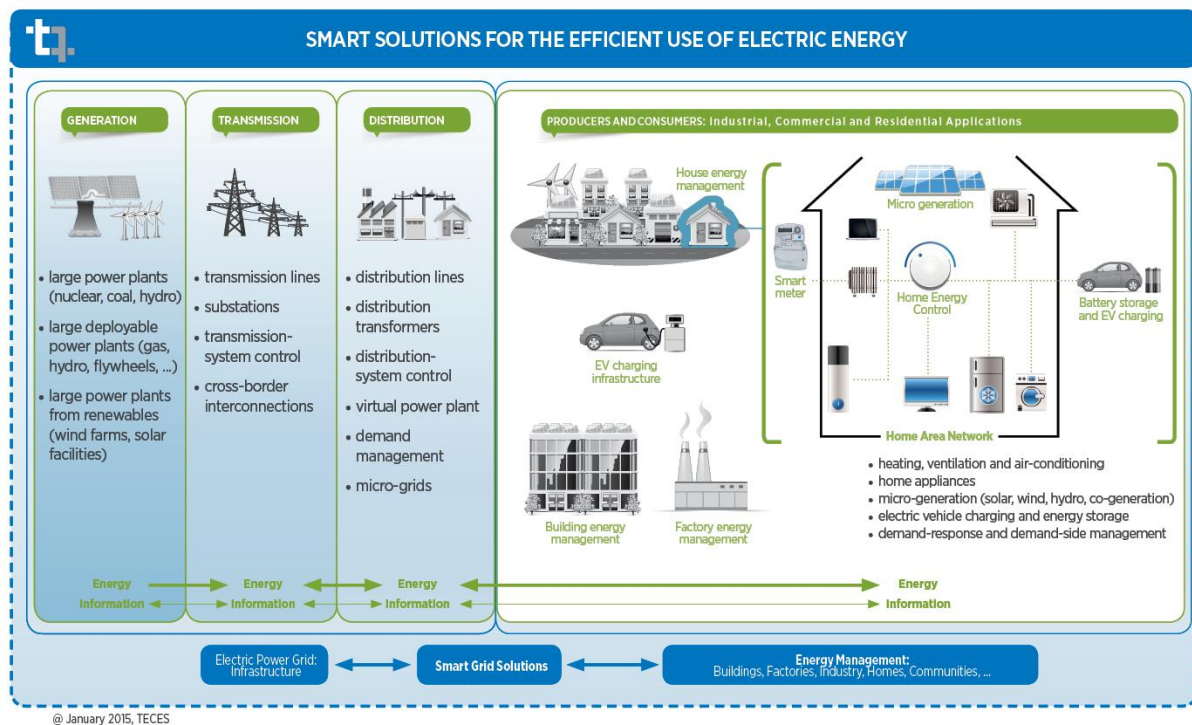 SMART SOLUTIONS FOR THE EFFICIENT USE OF ELECTRIC ENERGY
GENERATION
• large power plants
(nuclear, coal, hydro)
• large deployable
power plants (gas,
hydro, flywheels, ...)
• large power plants
from renewables
(wind farms, solar
facilities)
TRANSMISSION
• transmission lines
• substations
• transmission-
system control
• cross-border
interconnections
DISTRIBUTION
• distribution lines
• distribution
transformers
• distribution-
system control
• virtual power plant
• demand
management
• micro-grids
PRODUCERS AND CONSUMERS: Industrial, Commercial and Residential Applications
House energy
management
EV charging
infrastructure
Building energy
management
Factory energy
management
Micro generation
Smart
meter
Home Energy
Control
Battery storage
and EV charging
Home Area Network
• heating, ventilation and air-conditioning
• home appliances
• micro-generation (solar, wind, hydro, co-generation)
• electric vehicle charging and energy storage
• demand-response and demand-side management
Energy Energy Energy Energy
Information Information Information Information
Electric Power Grid:
Infrastructure
Smart Grid Solutions
Energy Management:
Buildings, Factories, Industry, Homes, Communities, ...
@ January 2015, TECES